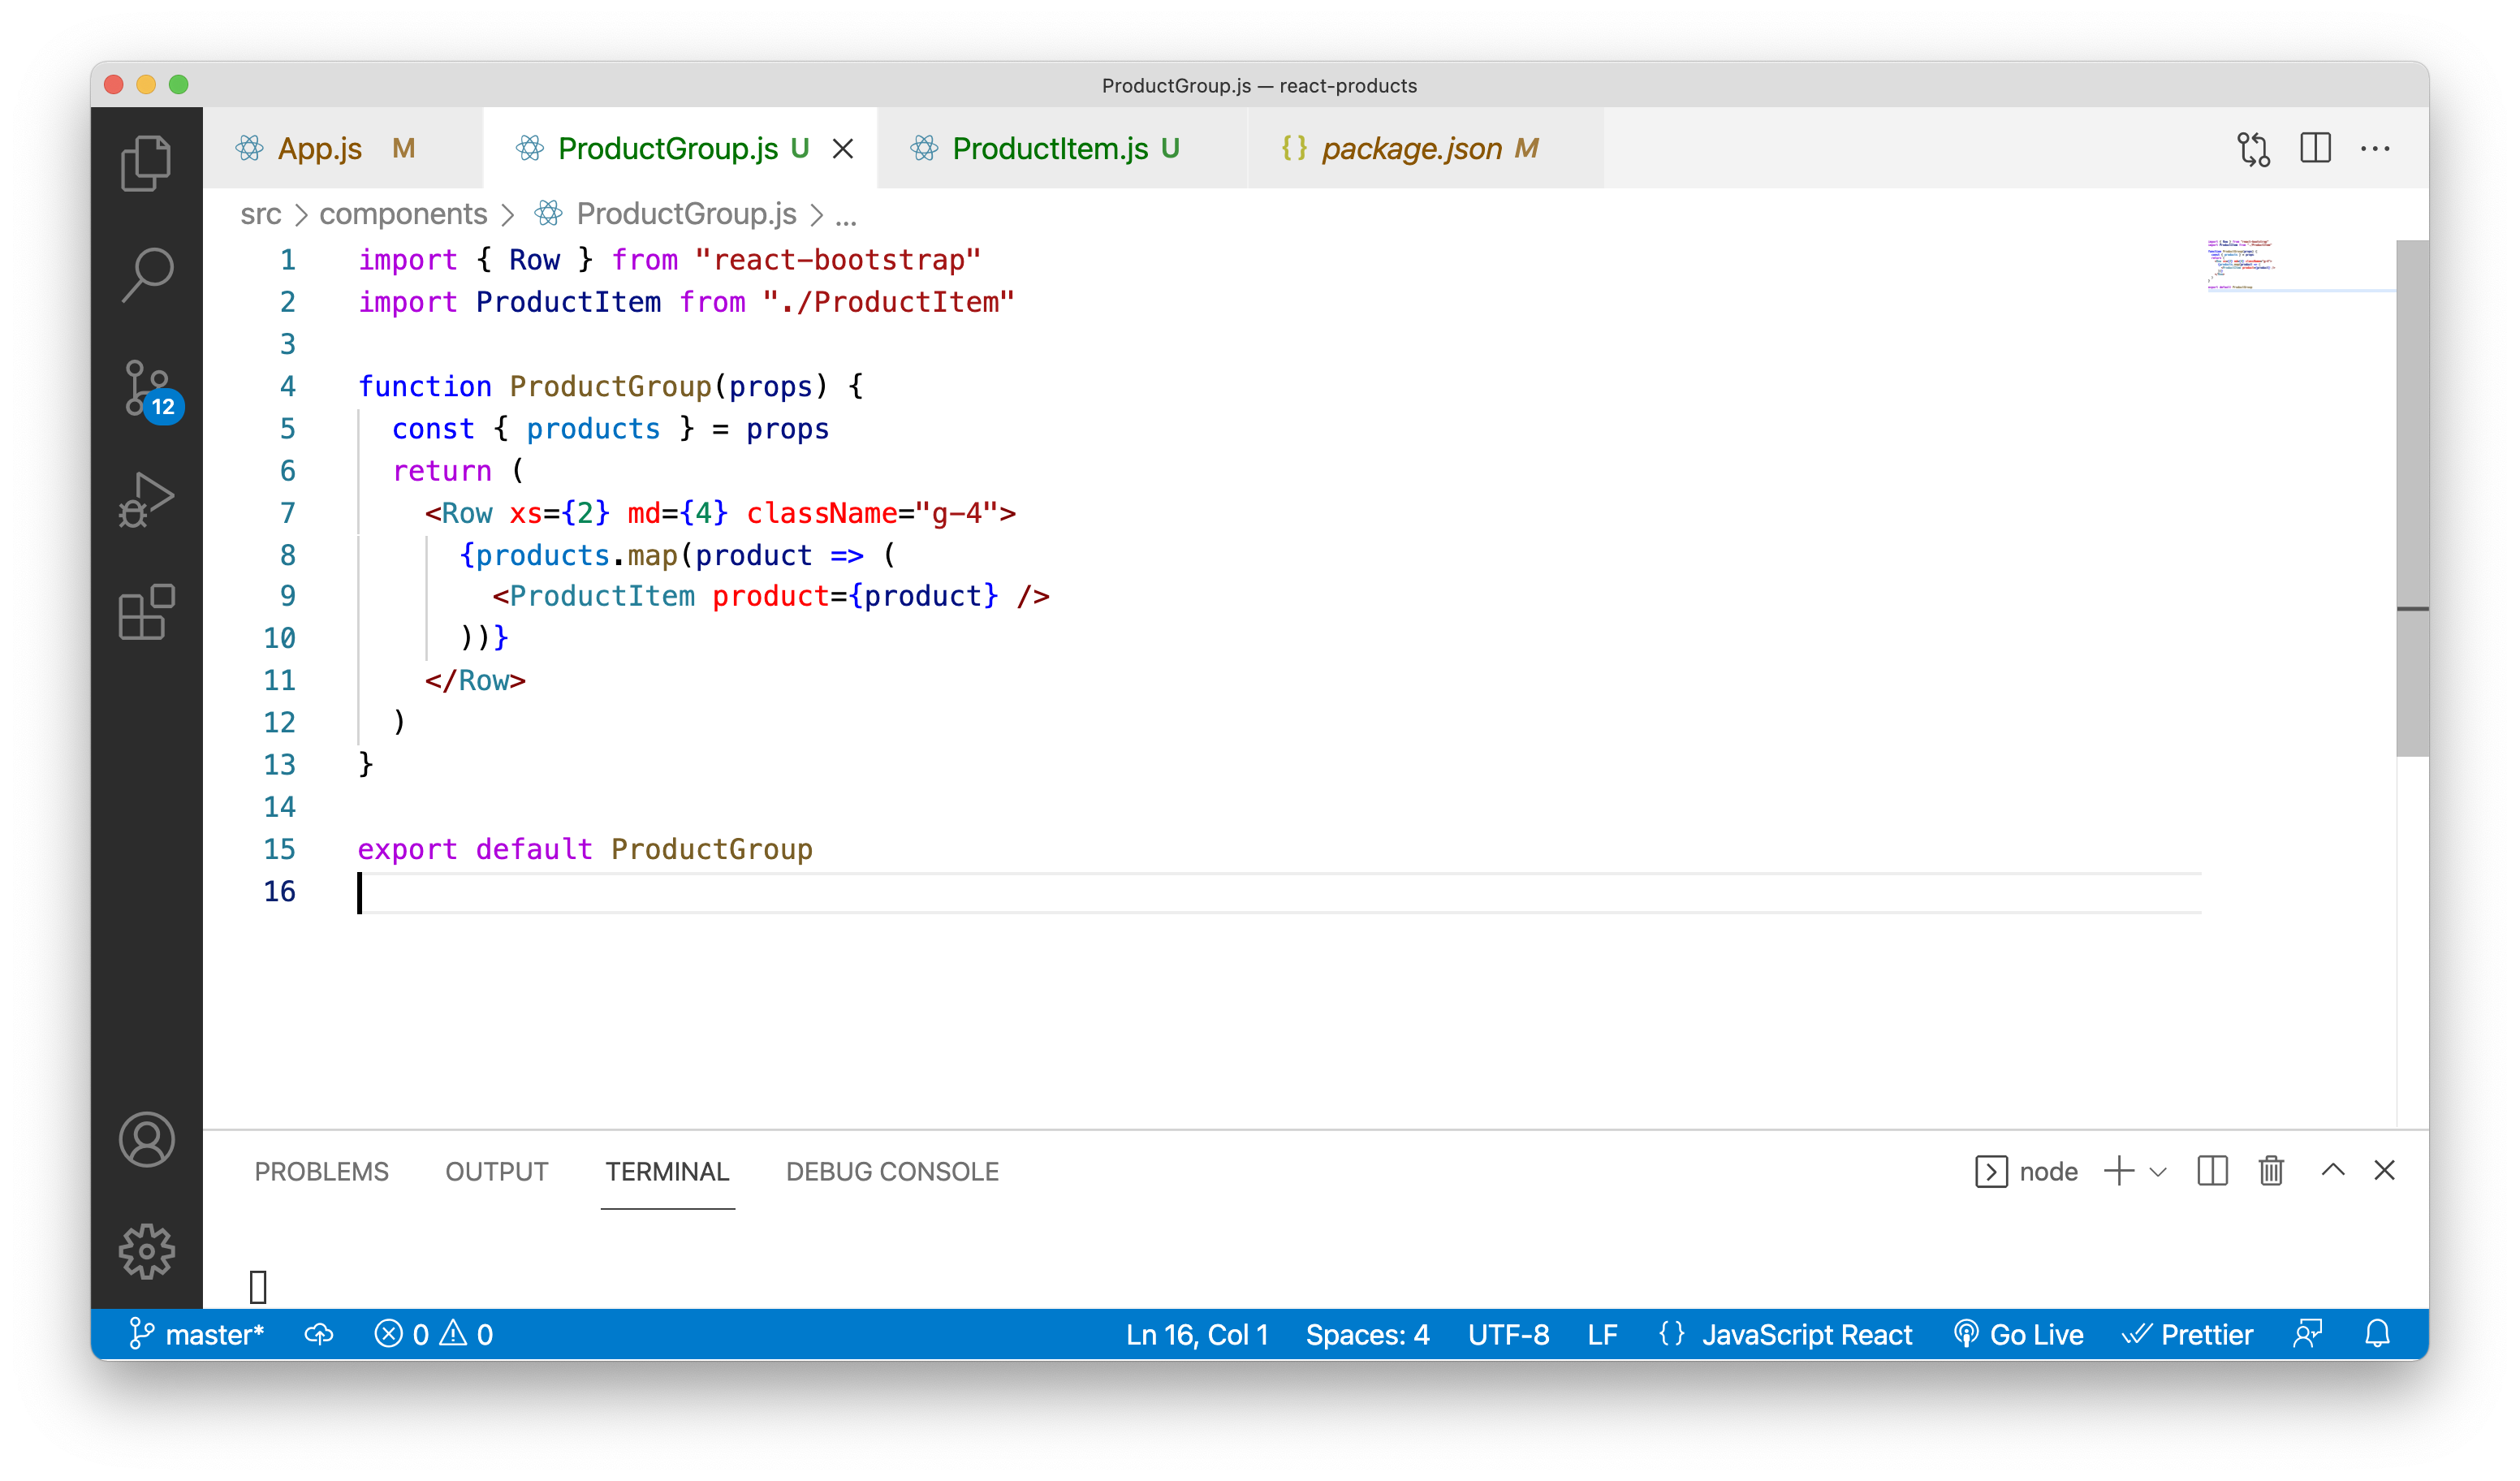 ProductGroup.js — react-products
App.js M ProductGroup.js U ProductItem.js U {} package.json M
src > components > ProductGroup.js > ...
1 import { Row } from "react-bootstrap"
2 import ProductItem from "./ProductItem"
3
4 function ProductGroup(props) {
5   const { products } = props
6   return (
7     <Row xs={2} md={4} className="g-4">
8       {products.map(product => (
9         <ProductItem product={product} />
10       ))}
11     </Row>
12   )
13 }
14
15 export default ProductGroup
16
12
PROBLEMS OUTPUT TERMINAL DEBUG CONSOLE node
master* 0 0 Ln 16, Col 1 Spaces: 4 UTF-8 LF {} JavaScript React Go Live Prettier